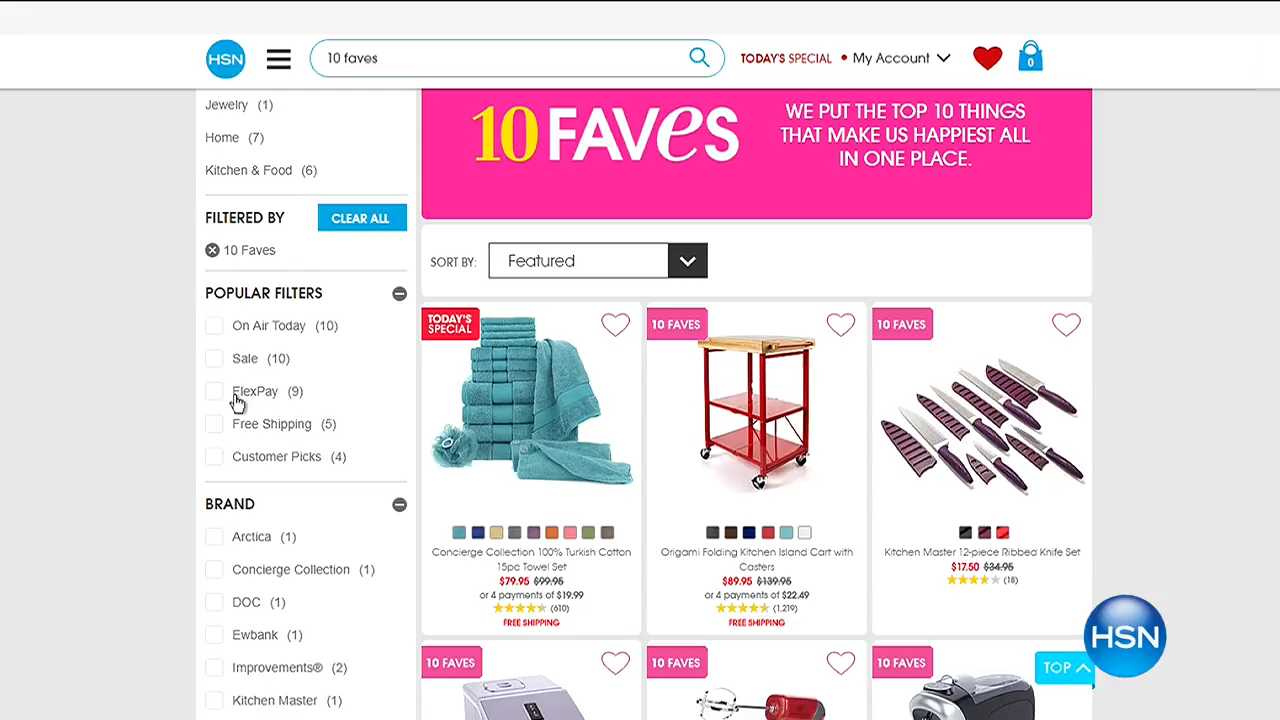 HSN
10 faves
TODAY'S SPECIAL
My Account
0
Jewelry (1)
Home (7)
Kitchen & Food (6)
FILTERED BY
CLEAR ALL
10 Faves
POPULAR FILTERS
On Air Today (10)
Sale (10)
FlexPay (9)
Free Shipping (5)
Customer Picks (4)
BRAND
Arctica (1)
Concierge Collection (1)
DOC (1)
Ewbank (1)
Improvements® (2)
Kitchen Master (1)
10 FAVeS
WE PUT THE TOP 10 THINGS
THAT MAKE US HAPPIEST ALL
IN ONE PLACE.
SORT BY:
Featured
TODAY'S
SPECIAL
Concierge Collection 100% Turkish Cotton
15pc Towel Set
$79.95 $99.95
or 4 payments of $19.99
(610)
FREE SHIPPING
10 FAVES
Origami Folding Kitchen Island Cart with
Casters
$89.95 $139.95
or 4 payments of $22.49
(1,219)
FREE SHIPPING
10 FAVES
Kitchen Master 12-piece Ribbed Knife Set
$17.50 $34.95
(18)
10 FAVES
10 FAVES
10 FAVES
TOP
HSN